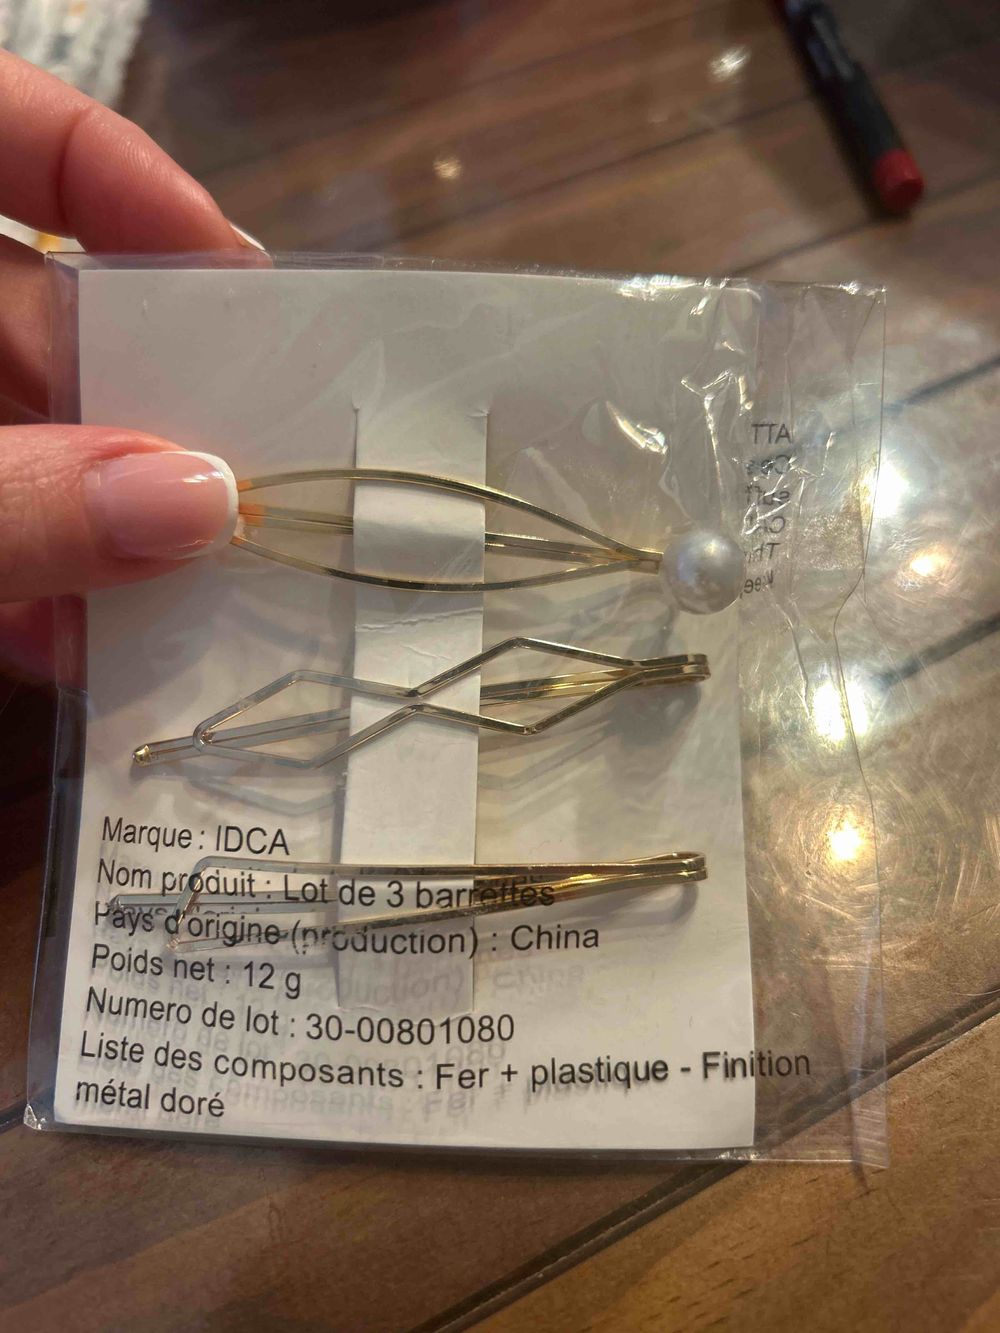 ATT
Marque : IDCA
Nom produit : Lot de 3 barrettes
Pays d'origine (production) : China
Poids net : 12 g
Numero de lot : 30-00801080
Liste des composants : Fer + plastique - Finition
métal doré